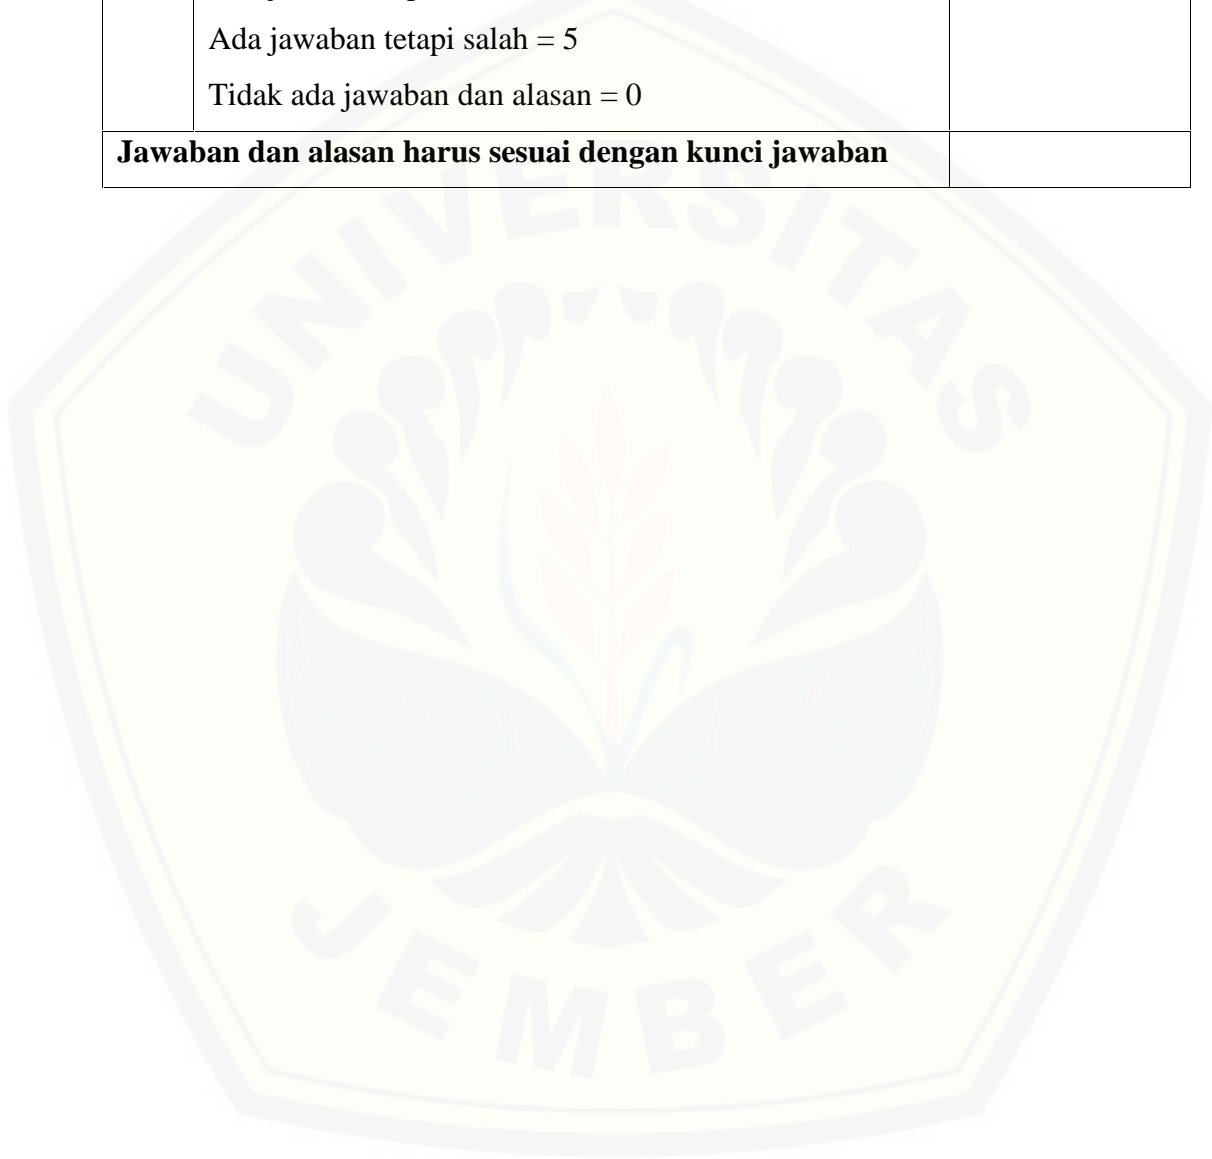 Ada jawaban tetapi salah = 5
Tidak ada jawaban dan alasan = 0
Jawaban dan alasan harus sesuai dengan kunci jawaban
UNIVERSITAS
JEMBER